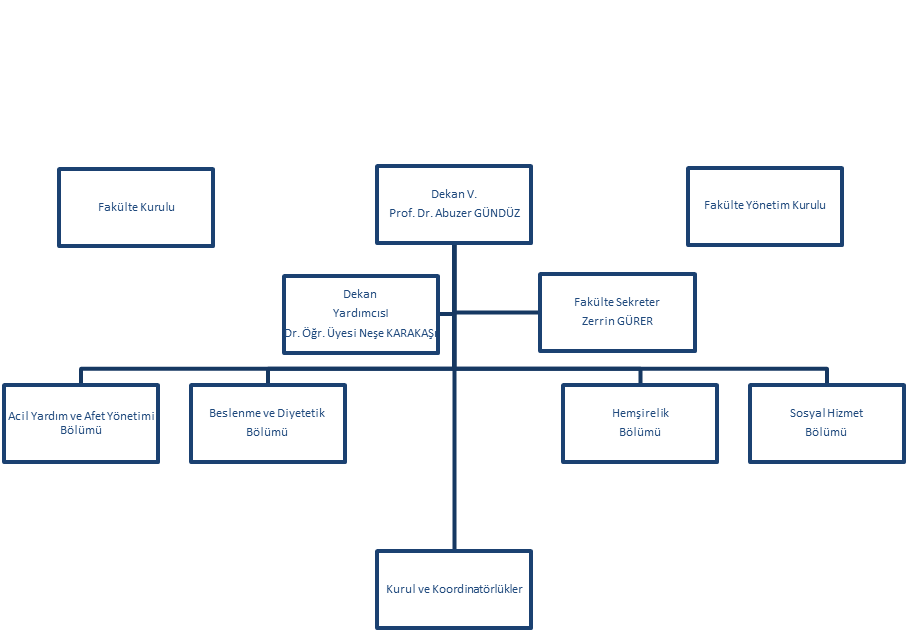 Fakülte Kurulu
Dekan V.
Prof. Dr. Abuzer GÜNDÜZ
Fakülte Yönetim Kurulu
Dekan
Yardımcısı
Dr. Öğr. Üyesi Neşe KARAKAŞ
Fakülte Sekreter
Zerrin GÜRER
Acil Yardım ve Afet Yönetimi
Bölümü
Beslenme ve Diyetetik
Bölümü
Hemşirelik
Bölümü
Sosyal Hizmet
Bölümü
Kurul ve Koordinatörlükler